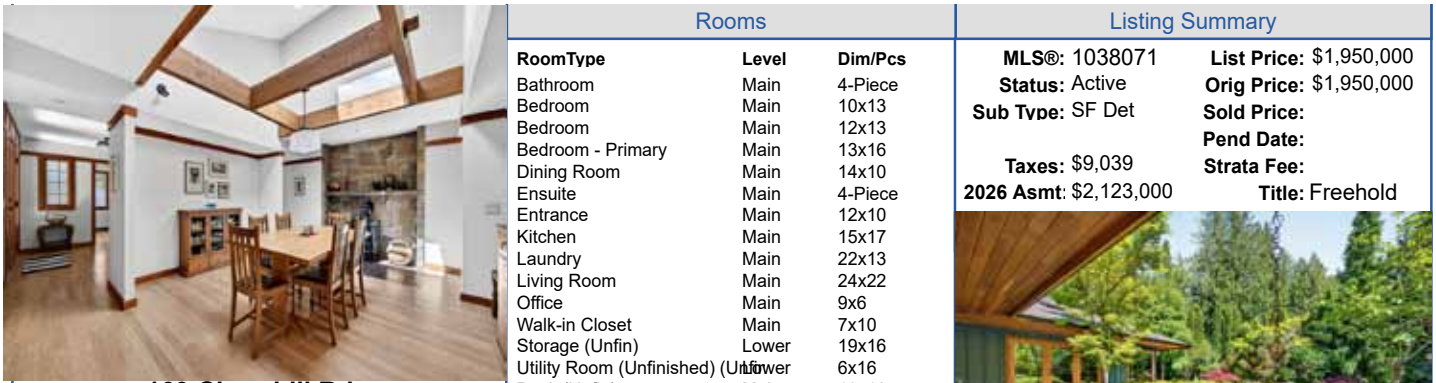 Rooms
RoomType Level Dim/Pcs
Bathroom Main 4-Piece
Bedroom Main 10x13
Bedroom Main 12x13
Bedroom - Primary Main 13x16
Dining Room Main 14x10
Ensuite Main 4-Piece
Entrance Main 12x10
Kitchen Main 15x17
Laundry Main 22x13
Living Room Main 24x22
Office Main 9x6
Walk-in Closet Main 7x10
Storage (Unfin) Lower 19x16
Utility Room (Unfinished) Lower 6x16
Listing Summary
MLS®: 1038071 List Price: $1,950,000
Status: Active Orig Price: $1,950,000
Sub Type: SF Det Sold Price:
Pend Date:
Taxes: $9,039 Strata Fee:
2026 Asmt: $2,123,000 Title: Freehold